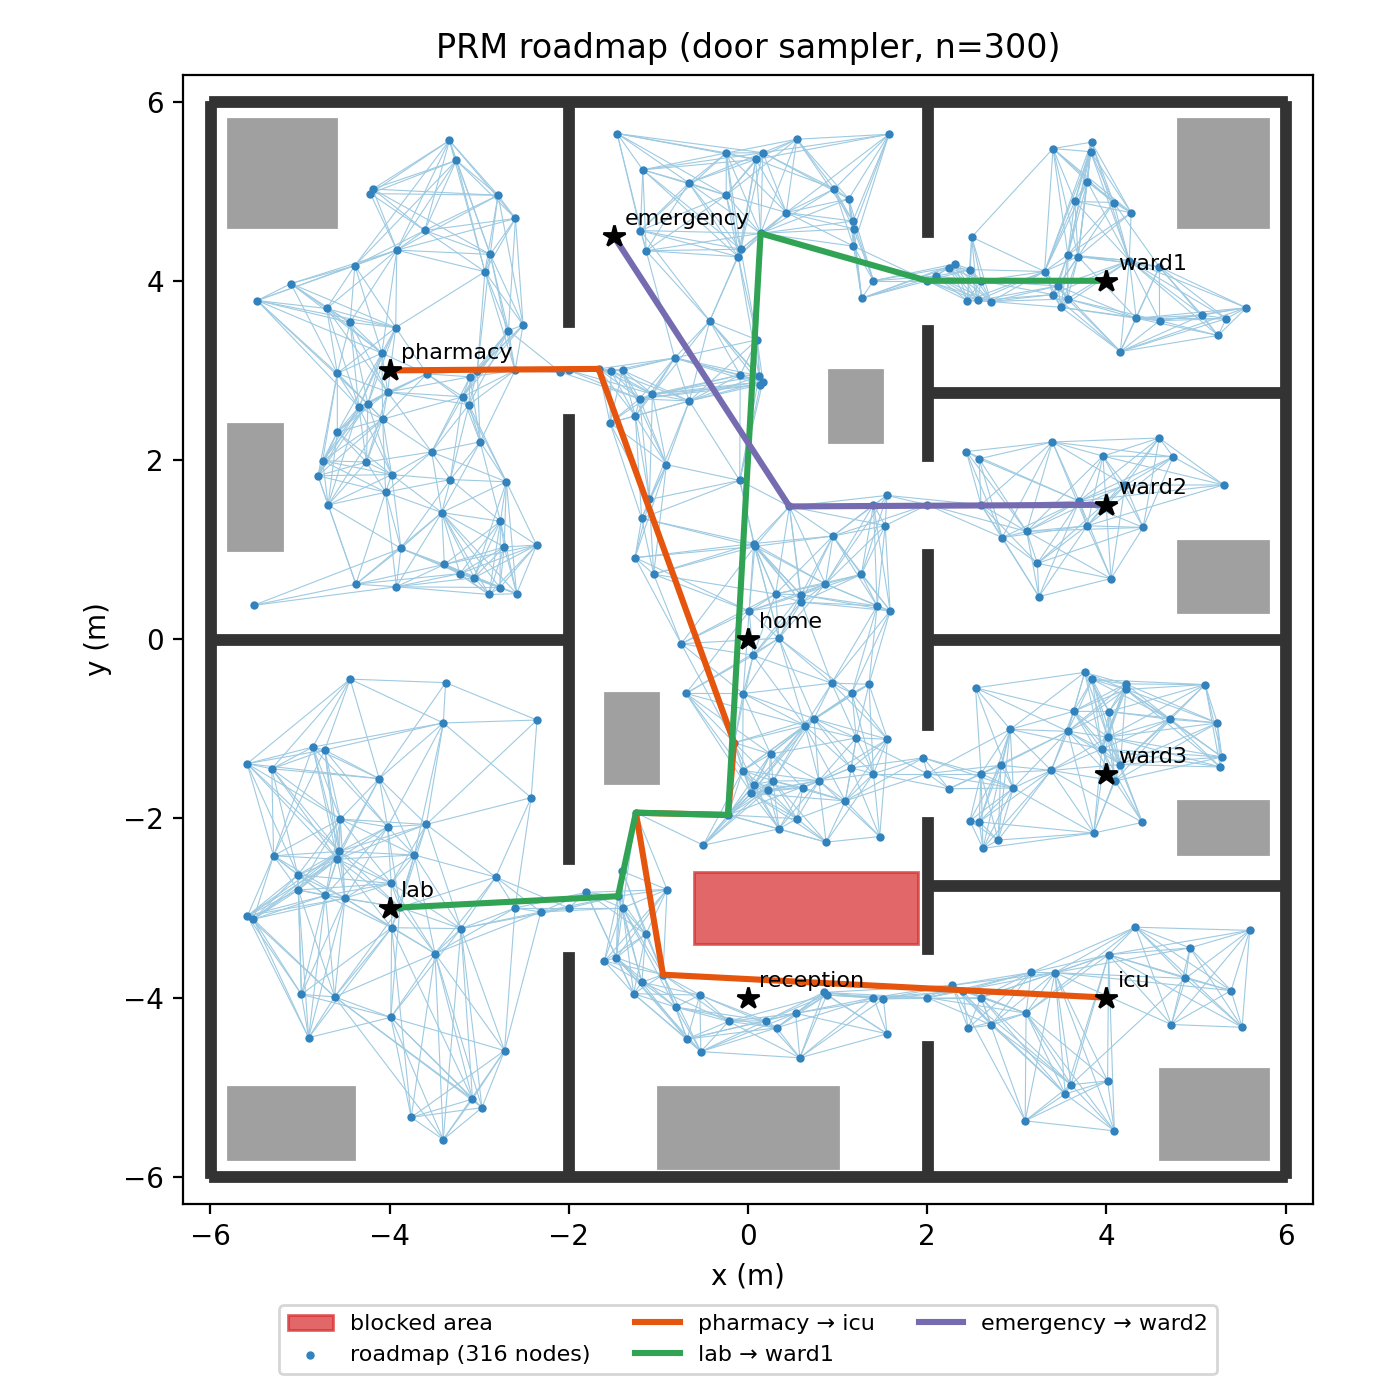 PRM roadmap (door sampler, n=300)
6
4
2
0
−2
−4
−6
y (m)
emergency
ward1
pharmacy
ward2
home
ward3
lab
reception
icu
−6
−4
−2
0
2
4
6
x (m)
blocked area
roadmap (316 nodes)
pharmacy → icu
lab → ward1
emergency → ward2